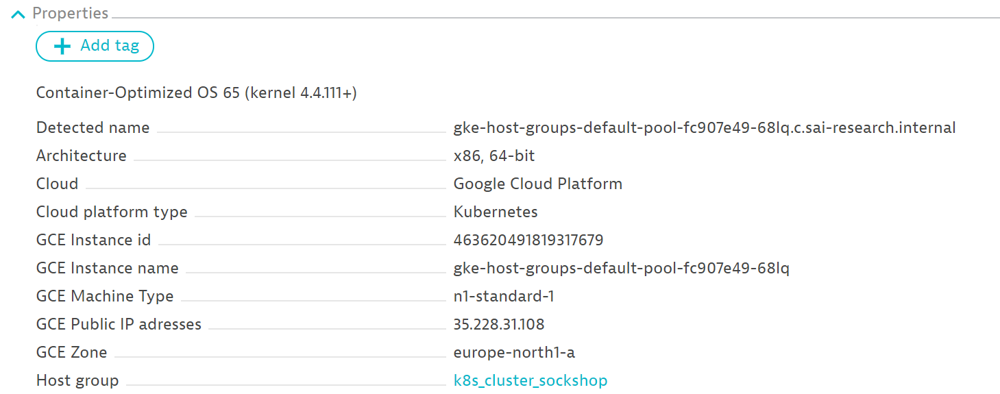 Properties
Add tag
Container-Optimized OS 65 (kernel 4.4.111+)
Detected name gke-host-groups-default-pool-fc907e49-68lq.c.sai-research.internal
Architecture x86, 64-bit
Cloud Google Cloud Platform
Cloud platform type Kubernetes
GCE Instance id 463620491819317679
GCE Instance name gke-host-groups-default-pool-fc907e49-68lq
GCE Machine Type n1-standard-1
GCE Public IP adresses 35.228.31.108
GCE Zone europe-north1-a
Host group k8s_cluster_sockshop